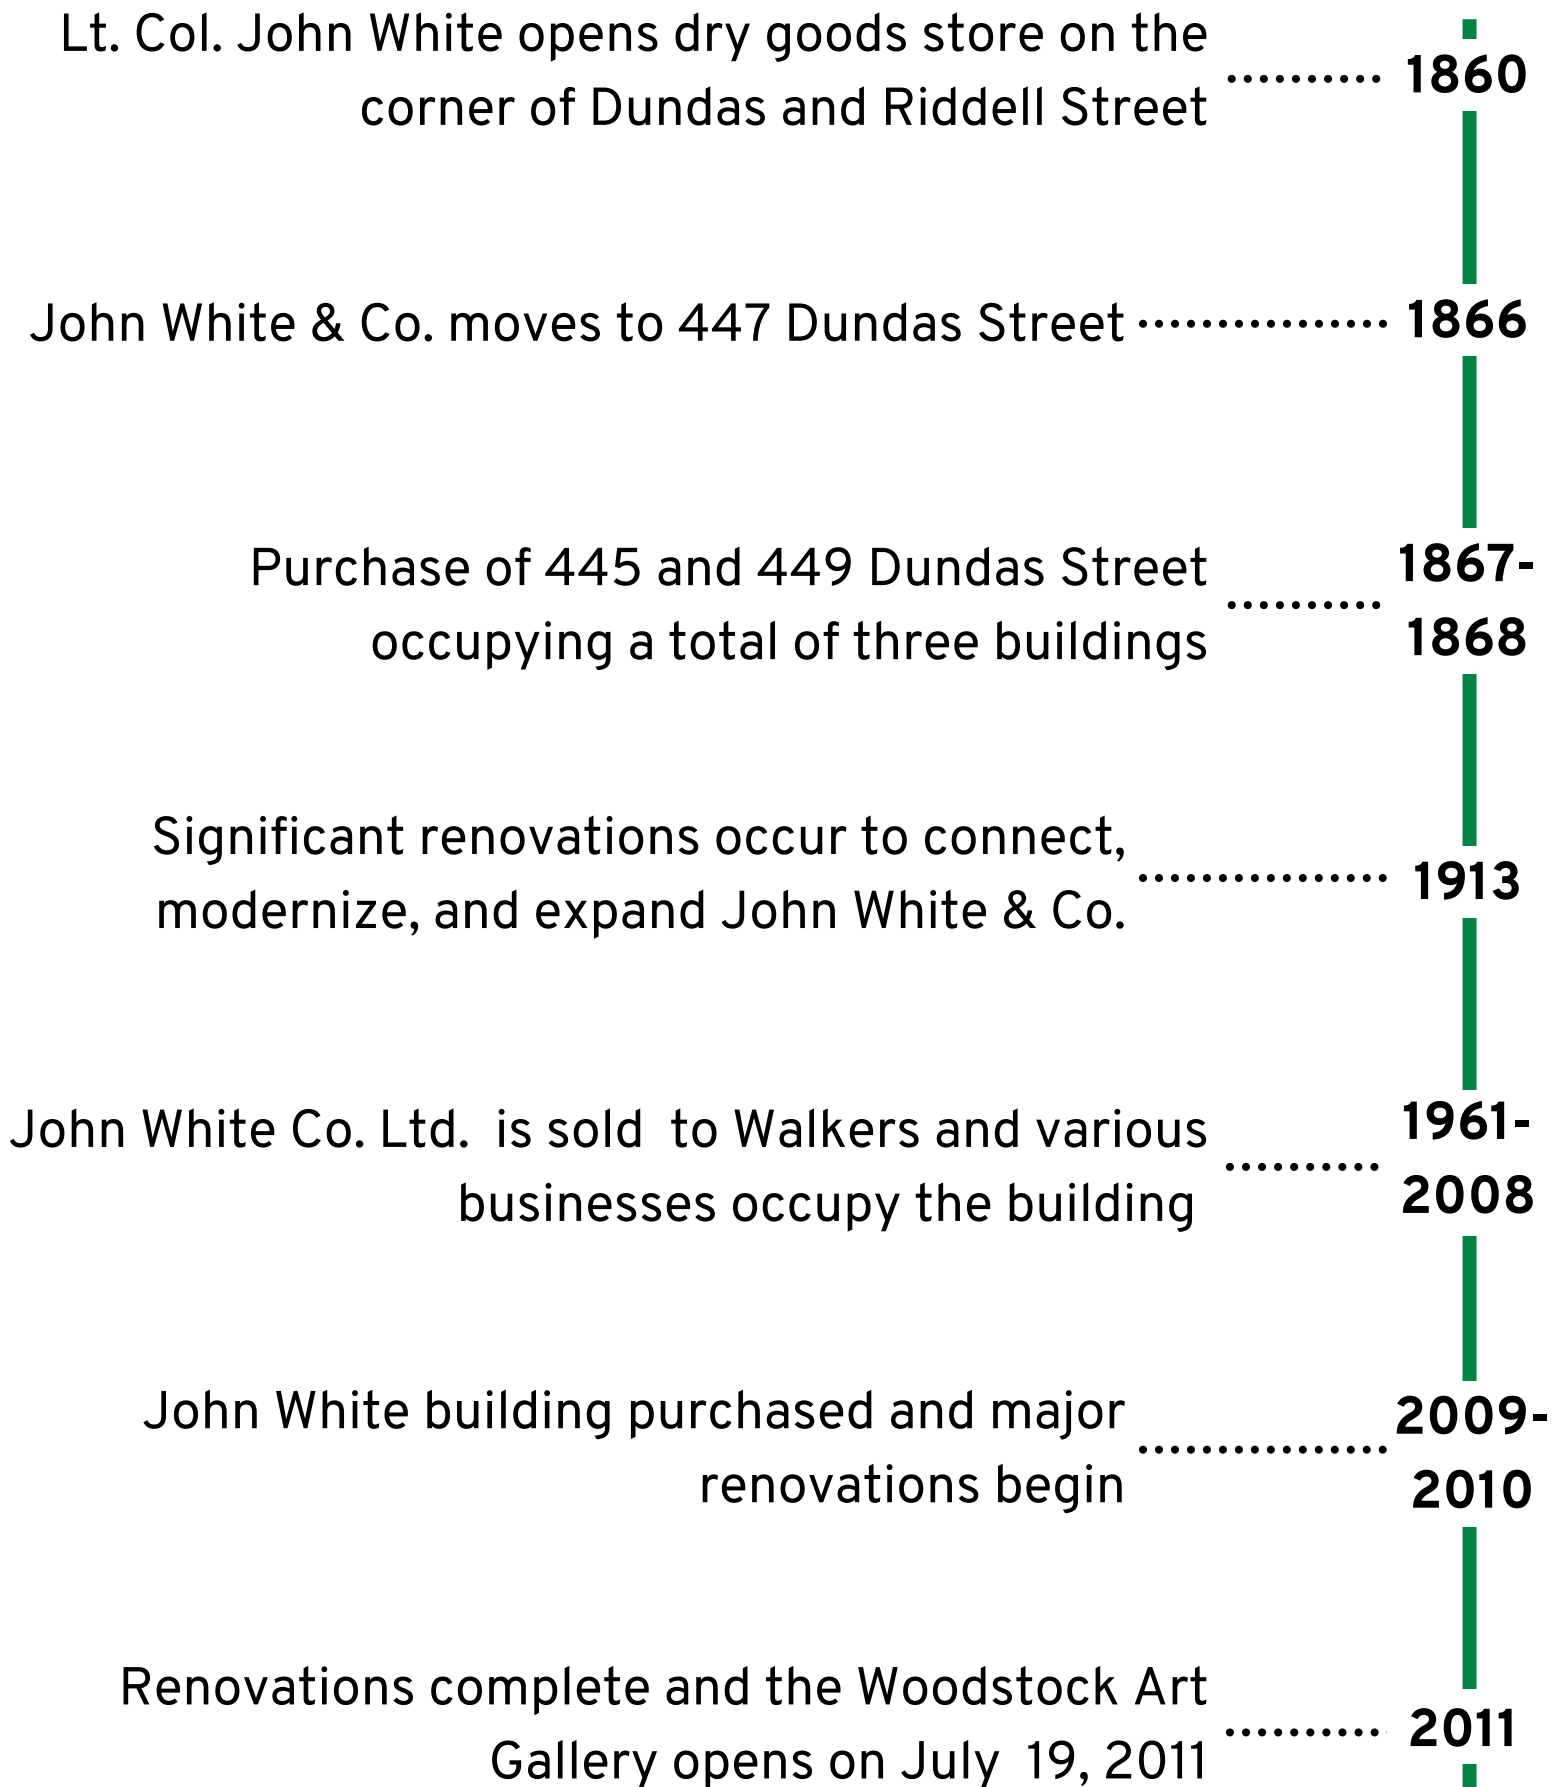 Lt. Col. John White opens dry goods store on the
corner of Dundas and Riddell Street
1860
John White & Co. moves to 447 Dundas Street
1866
Purchase of 445 and 449 Dundas Street
occupying a total of three buildings
1867-
1868
Significant renovations occur to connect,
modernize, and expand John White & Co.
1913
John White Co. Ltd. is sold to Walkers and various
businesses occupy the building
1961-
2008
John White building purchased and major
renovations begin
2009-
2010
Renovations complete and the Woodstock Art
Gallery opens on July 19, 2011
2011